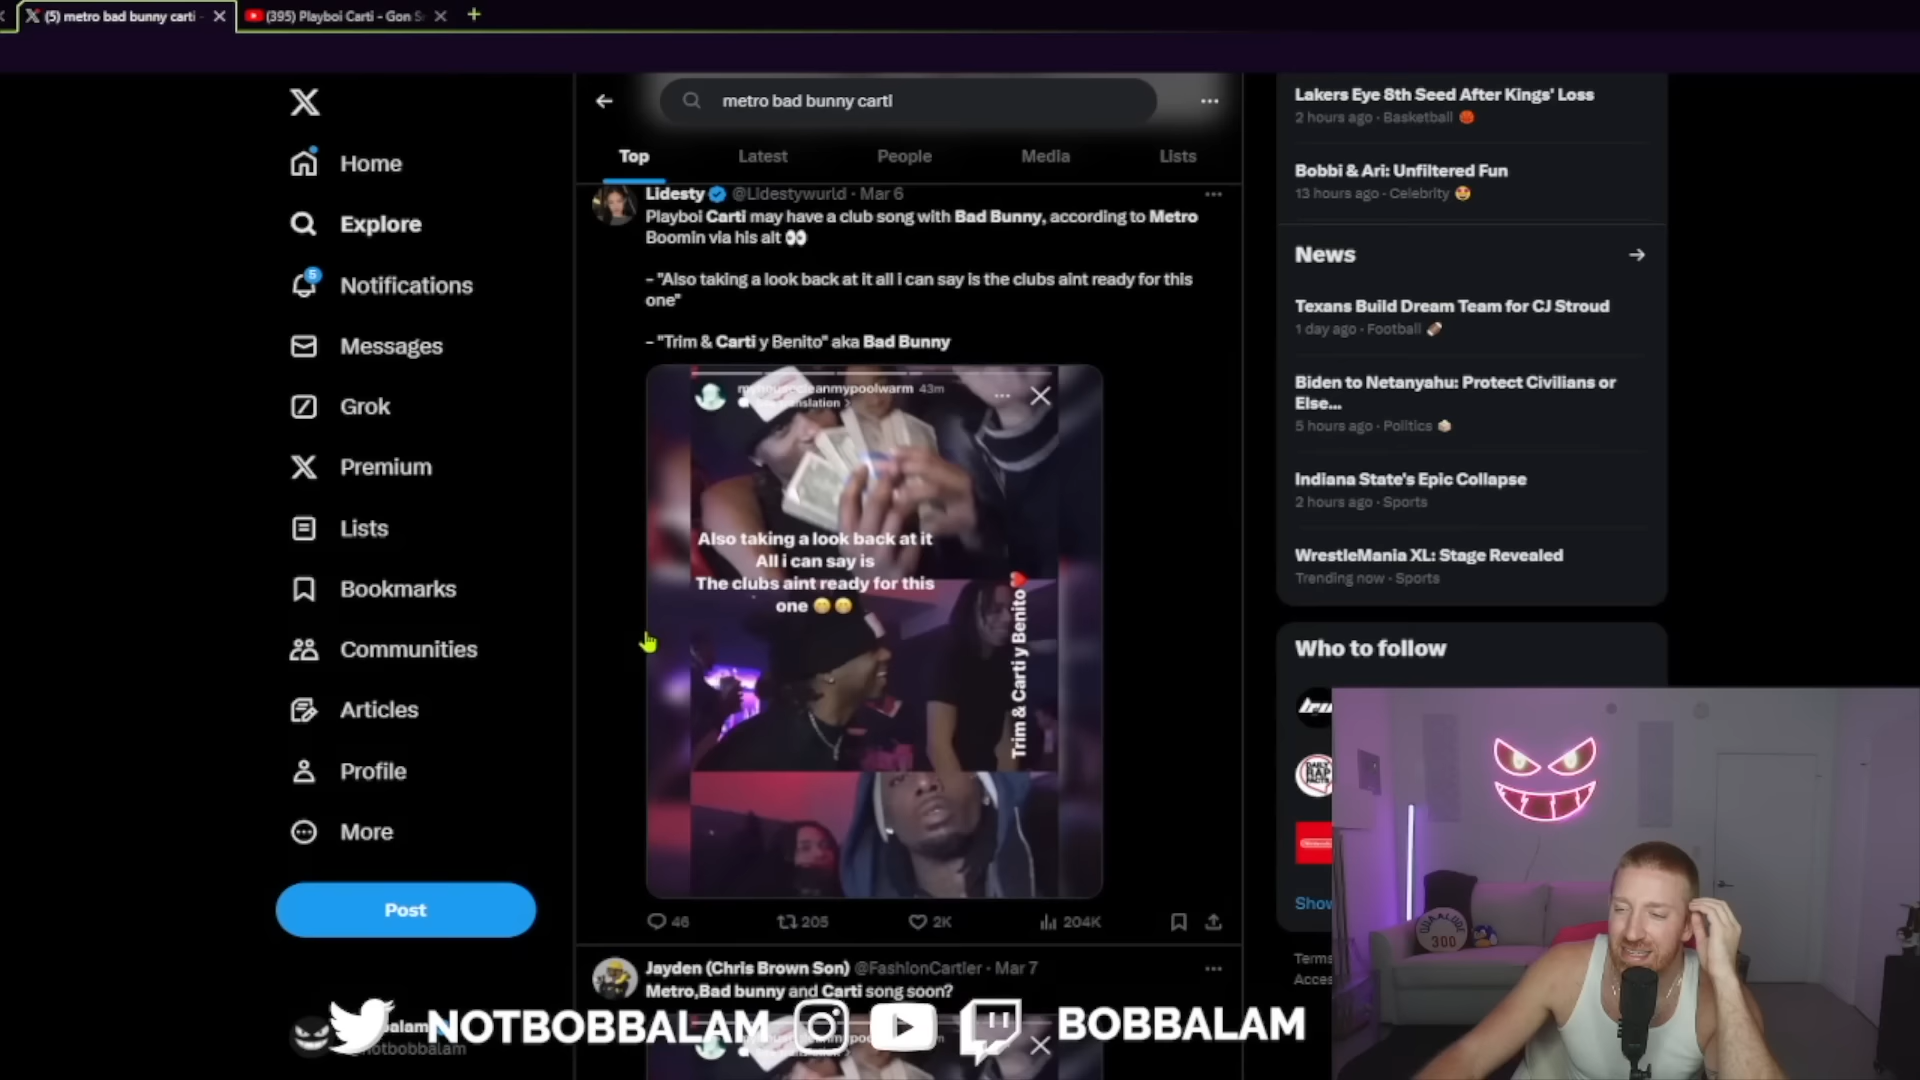 (5) metro bad bunny carti -
(395) Playboi Carti - Gon S
metro bad bunny carti
Top
Latest
People
Media
Lists
Home
Explore
5
Notifications
Messages
Grok
Premium
Lists
Bookmarks
Communities
Articles
Profile
More
Post
Lidesty @Lidestywurld · Mar 6
Playboi Carti may have a club song with Bad Bunny, according to Metro
Boomin via his alt 👀
- "Also taking a look back at it all i can say is the clubs aint ready for this
one"
- "Trim & Carti y Benito" aka Bad Bunny
43m
Also taking a look back at it
All i can say is
The clubs aint ready for this
one 🤭🤭
Trim & Carti y Benito❤️
46
205
2K
204K
Jayden (Chris Brown Son) @FashionCartier · Mar 7
Metro,Bad bunny and Carti song soon?
Lakers Eye 8th Seed After Kings' Loss
2 hours ago · Basketball 🏀
Bobbi & Ari: Unfiltered Fun
13 hours ago · Celebrity 🤩
News
Texans Build Dream Team for CJ Stroud
1 day ago · Football 🏈
Biden to Netanyahu: Protect Civilians or
Else...
5 hours ago · Politics 🗳️
Indiana State's Epic Collapse
2 hours ago · Sports
WrestleMania XL: Stage Revealed
Trending now · Sports
Who to follow
DAILY
RAP
FACTS
Show
Terms
Acces
300
NOTBOBBALAM
BOBBALAM
notbobbalam